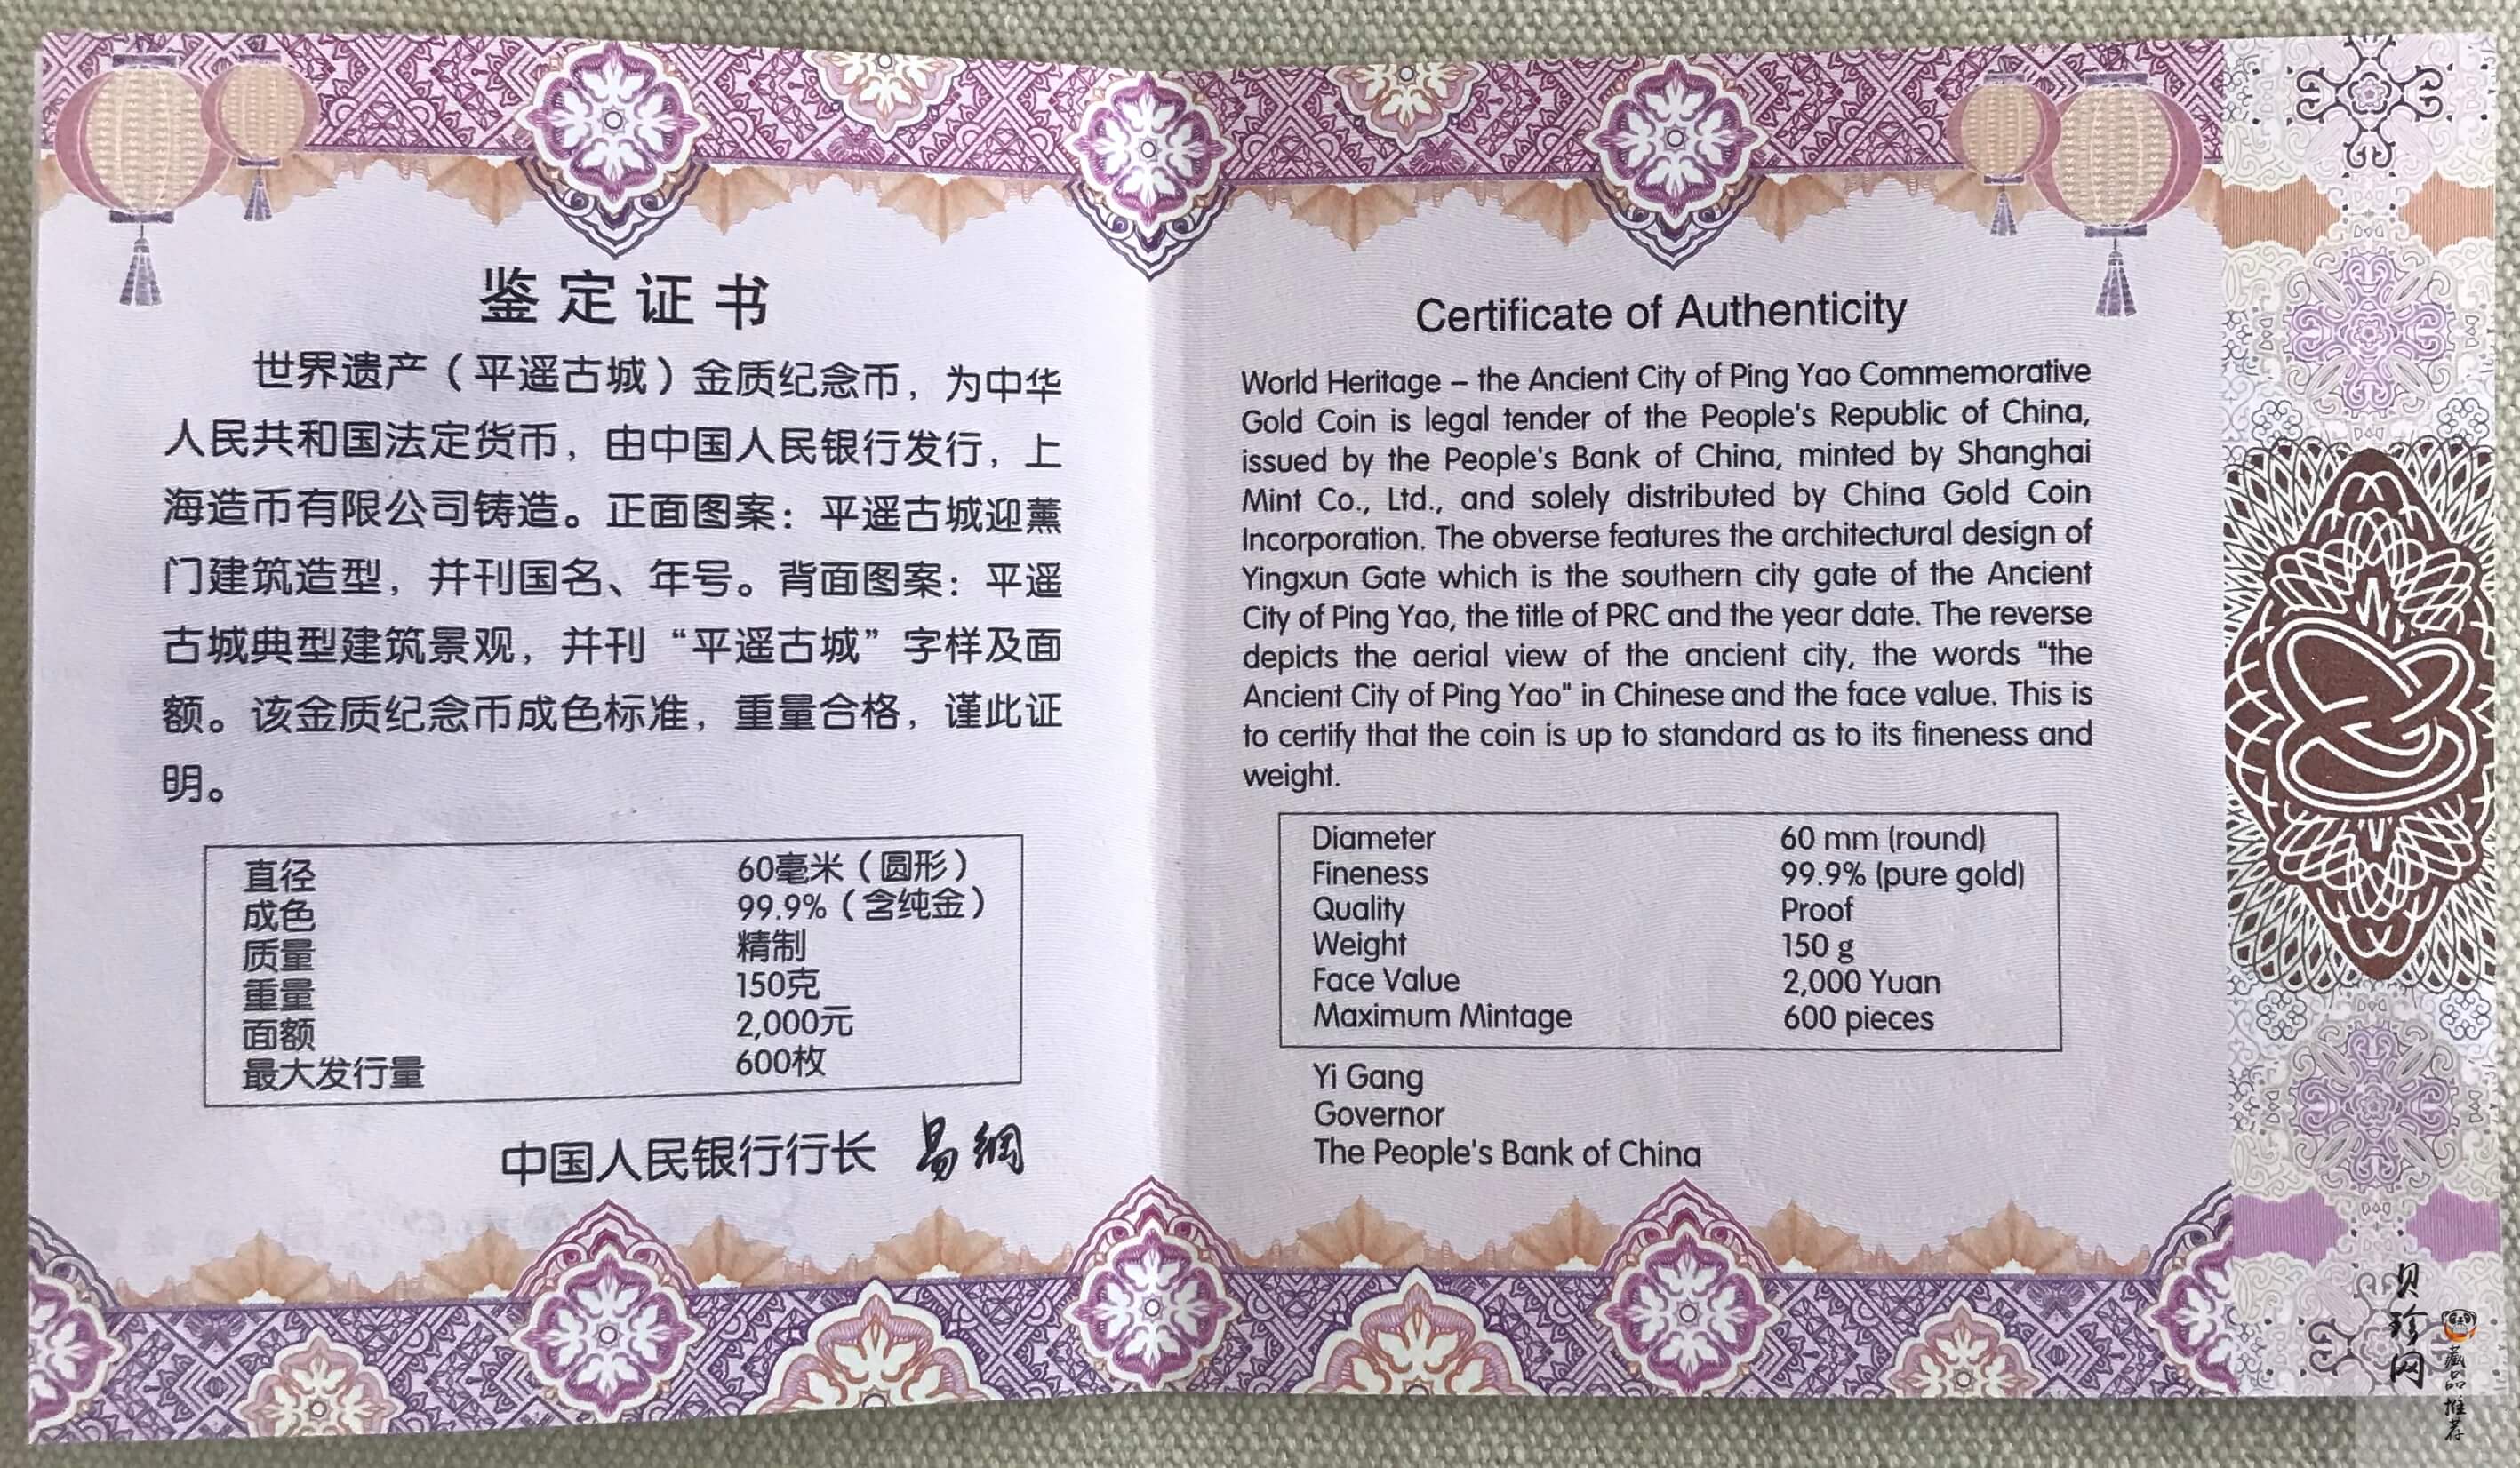 鉴定证书
世界遗产（平遥古城）金质纪念币，为中华
人民共和国法定货币，由中国人民银行发行，上
海造币有限公司铸造。正面图案：平遥古城迎薰
门建筑造型，并刊国名、年号。背面图案：平遥
古城典型建筑景观，并刊“平遥古城”字样及面
额。该金质纪念币成色标准，重量合格，谨此证
明。
直径 60毫米（圆形）
成色 99.9%（含纯金）
质量 精制
重量 150克
面额 2,000元
最大发行量 600枚
中国人民银行行长 易綱
Certificate of Authenticity
World Heritage – the Ancient City of Ping Yao Commemorative
Gold Coin is legal tender of the People's Republic of China,
issued by the People's Bank of China, minted by Shanghai
Mint Co., Ltd., and solely distributed by China Gold Coin
Incorporation. The obverse features the architectural design of
Yingxun Gate which is the southern city gate of the Ancient
City of Ping Yao, the title of PRC and the year date. The reverse
depicts the aerial view of the ancient city, the words "the
Ancient City of Ping Yao" in Chinese and the face value. This is
to certify that the coin is up to standard as to its fineness and
weight.
Diameter 60 mm (round)
Fineness 99.9% (pure gold)
Quality Proof
Weight 150 g
Face Value 2,000 Yuan
Maximum Mintage 600 pieces
Yi Gang
Governor
The People's Bank of China
贝珍网
藏品推荐